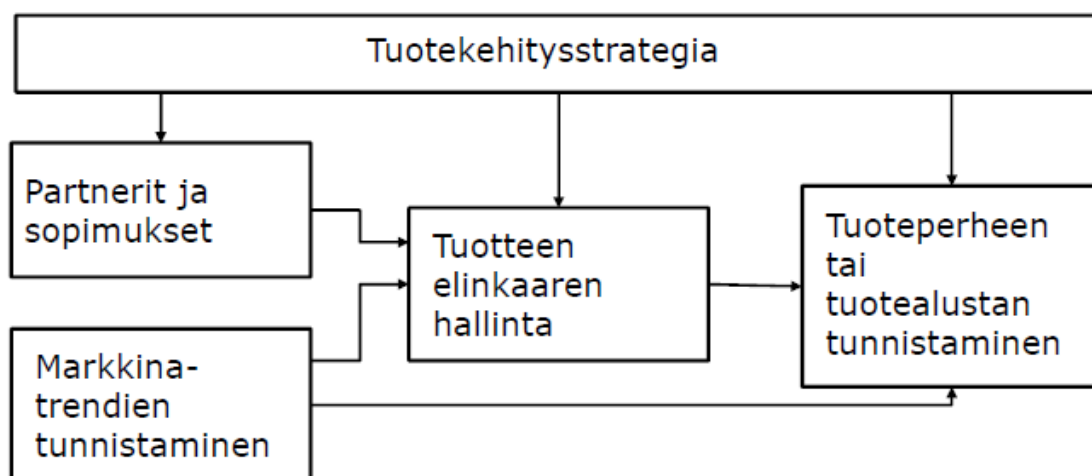 Tuotekehitysstrategia
Partnerit ja
sopimukset
Tuotteen
elinkaaren
hallinta
Tuoteperheen
tai
tuotealustan
tunnistaminen
Markkina-
trendien
tunnistaminen